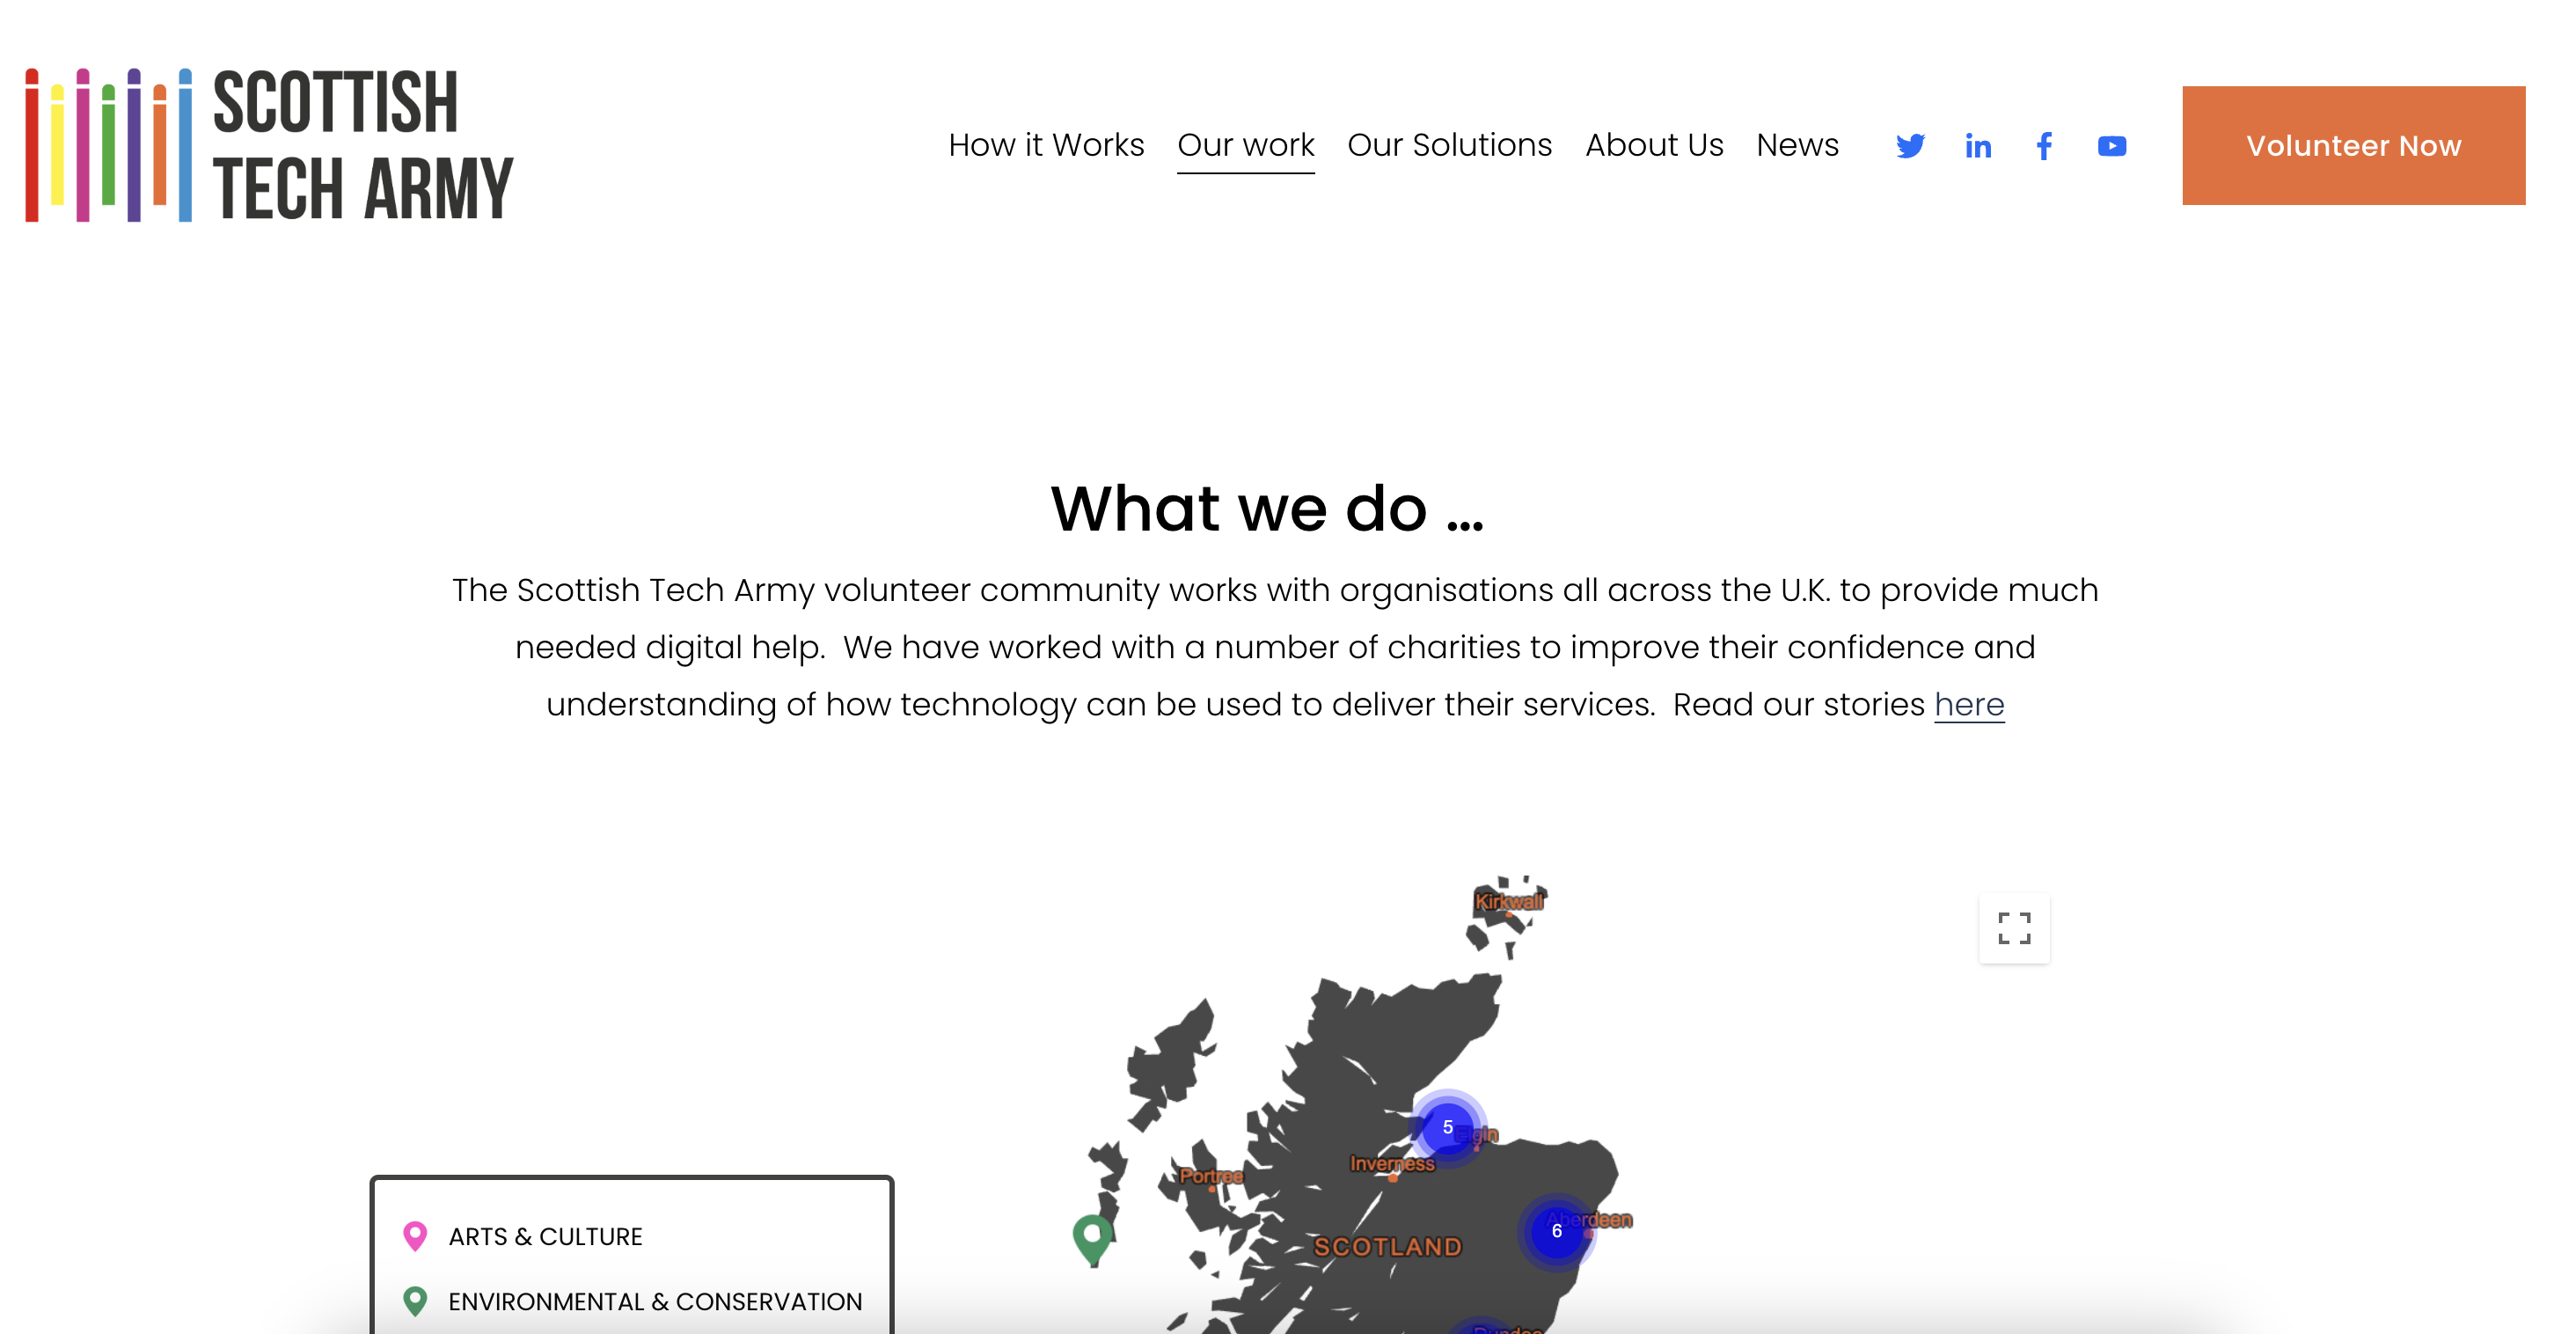 SCOTTISH
TECH ARMY
How it Works Our work Our Solutions About Us News Volunteer Now
What we do ...
The Scottish Tech Army volunteer community works with organisations all across the U.K. to provide much
needed digital help. We have worked with a number of charities to improve their confidence and
understanding of how technology can be used to deliver their services. Read our stories here
Kirkwall
5
Elgin
Inverness
Portree
6
Aberdeen
SCOTLAND
Dundee
ARTS & CULTURE
ENVIRONMENTAL & CONSERVATION